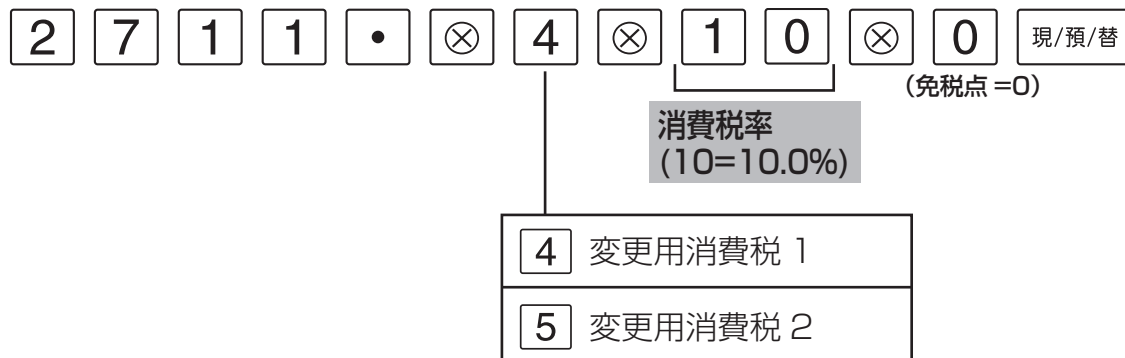 2 7 1 1 • ⊗ 4 ⊗ 1 0 ⊗ 0 現/預/替
(免税点=0)
消費税率
(10=10.0%)
4 変更用消費税 1
5 変更用消費税 2